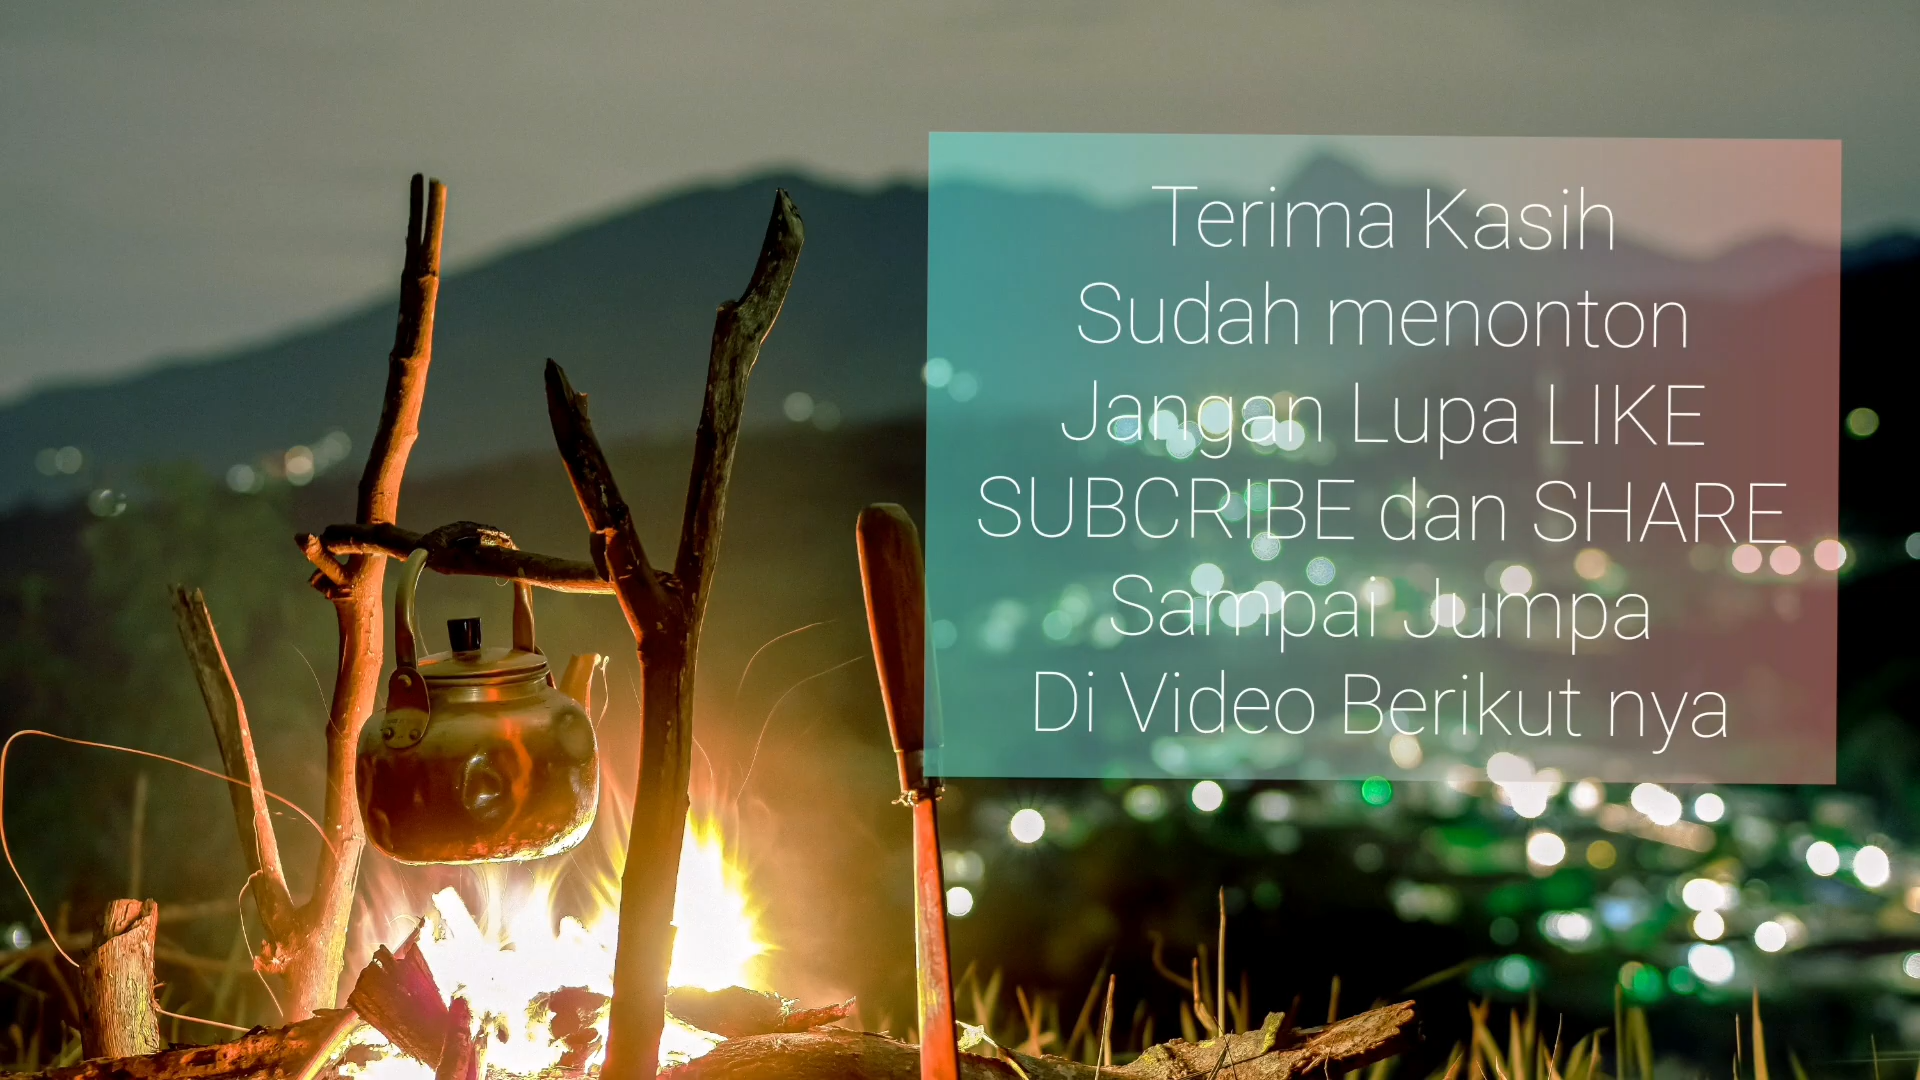 Terima Kasih
Sudah menonton
Jangan Lupa LIKE
SUBCRIBE dan SHARE
Sampai Jumpa
Di Video Berikut nya